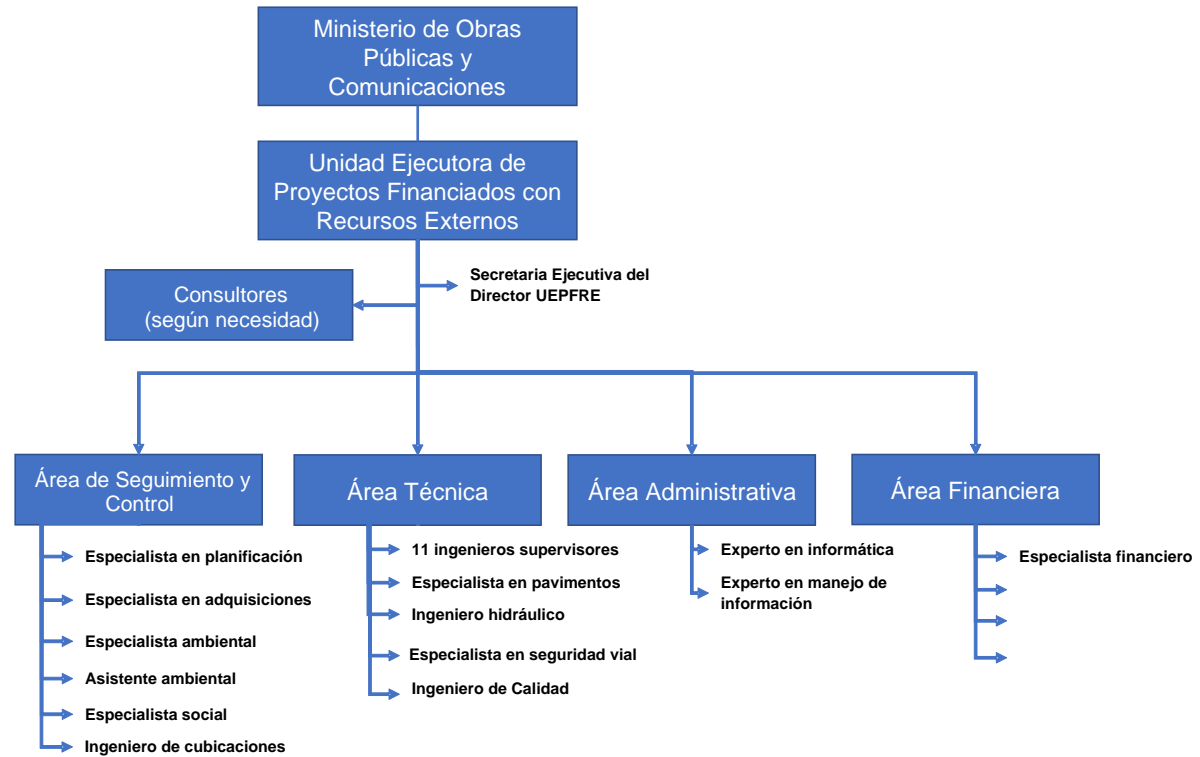 Ministerio de Obras
Públicas y
Comunicaciones
Unidad Ejecutora de
Proyectos Financiados con
Recursos Externos
Secretaria Ejecutiva del
Director UEPFRE
Consultores
(según necesidad)
Área de Seguimiento y
Control
Área Técnica
Área Administrativa
Área Financiera
Especialista en planificación
Especialista en adquisiciones
Especialista ambiental
Asistente ambiental
Especialista social
Ingeniero de cubicaciones
11 ingenieros supervisores
Especialista en pavimentos
Ingeniero hidráulico
Especialista en seguridad vial
Ingeniero de Calidad
Experto en informática
Experto en manejo de
información
Especialista financiero